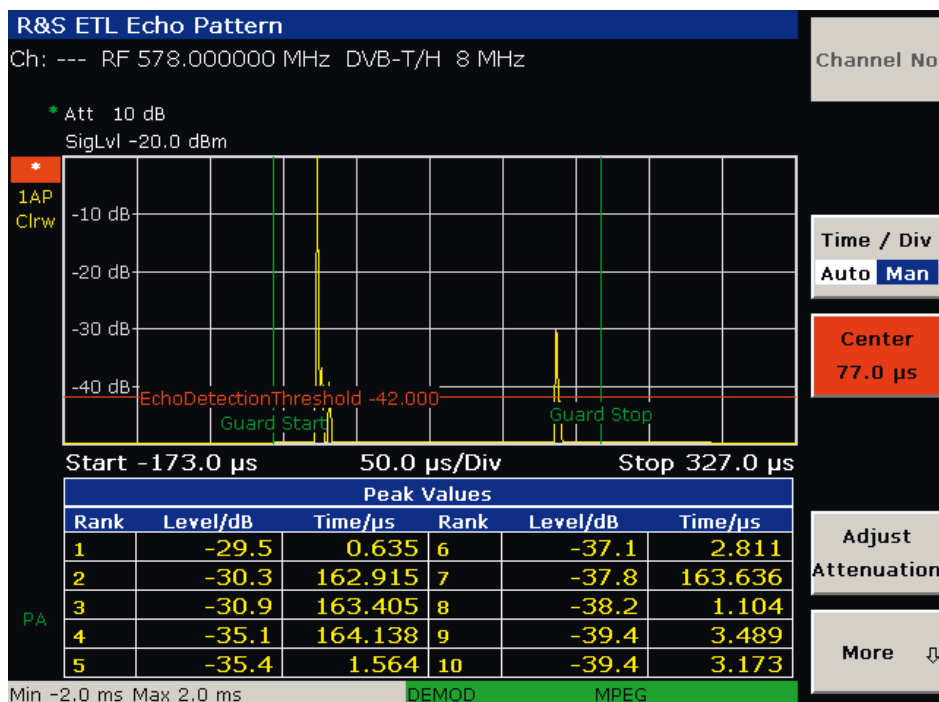 R&S ETL Echo Pattern
Ch: --- RF 578.000000 MHz DVB-T/H 8 MHz
Channel No
* Att 10 dB
SigLvl -20.0 dBm
*
1AP
Clrw
-10 dB
-20 dB
-30 dB
-40 dB
EchoDetectionThreshold -42.000
Guard Start
Guard Stop
Time / Div
Auto Man
Center
77.0 µs
Start -173.0 µs 50.0 µs/Div Stop 327.0 µs
Peak Values
Rank Level/dB Time/µs Rank Level/dB Time/µs
1 -29.5 0.635 6 -37.1 2.811
2 -30.3 162.915 7 -37.8 163.636
3 -30.9 163.405 8 -38.2 1.104
4 -35.1 164.138 9 -39.4 3.489
5 -35.4 1.564 10 -39.4 3.173
PA
Adjust
Attenuation
More ⇩
Min -2.0 ms Max 2.0 ms DEMOD MPEG